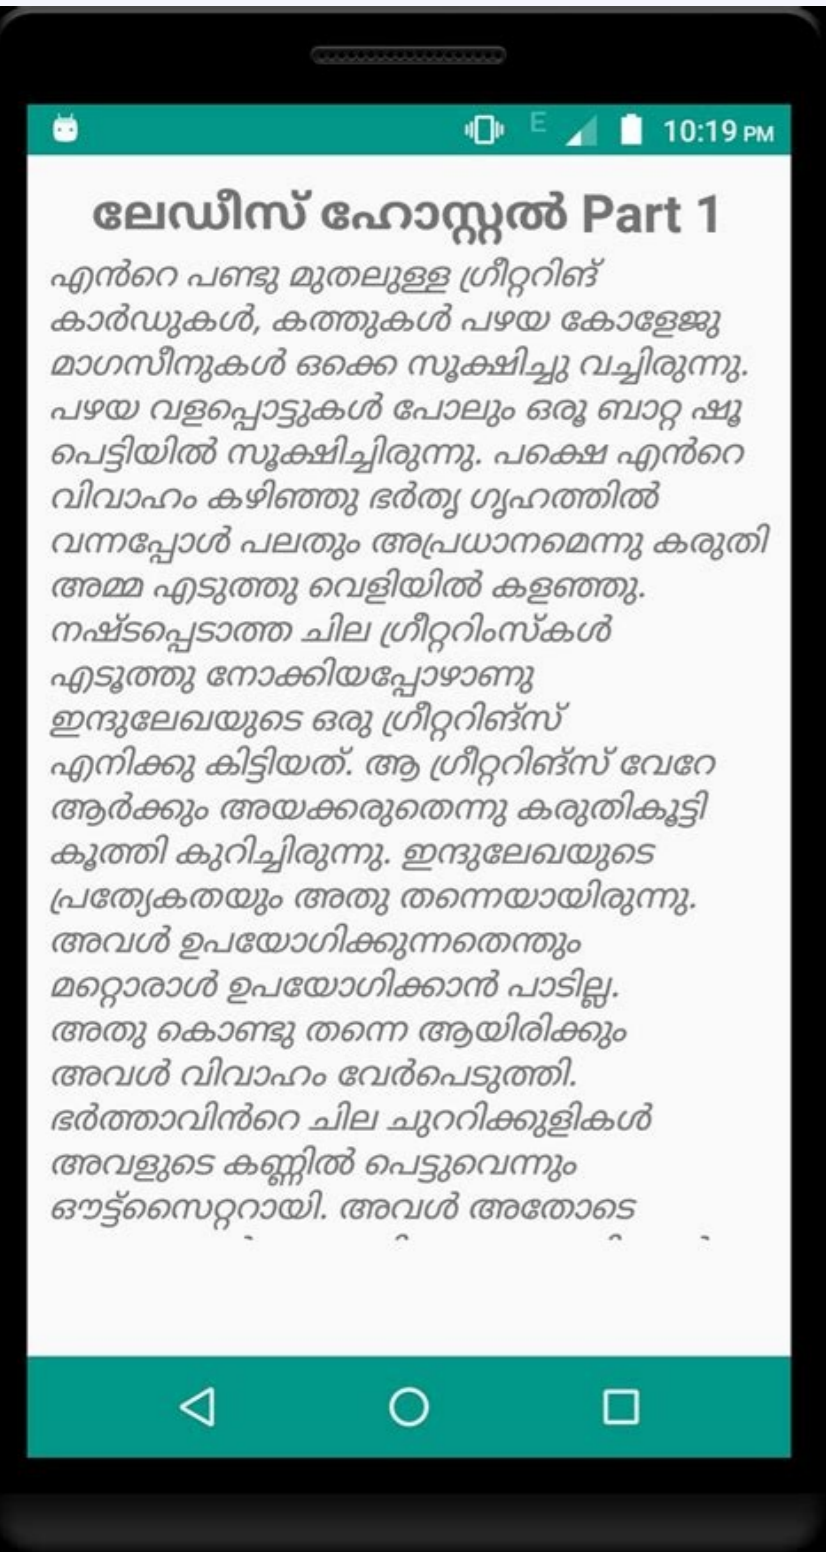 E
10:19 PM
ലേഡീസ് ഹോസ്റ്റൽ Part 1
എൻറെ പണ്ടു മുതലുള്ള ഗ്രീറ്ററിങ്
കാർഡുകൾ, കത്തുകൾ പഴയ കോളേജു
മാഗസീനുകൾ ഒക്കെ സൂക്ഷിച്ചു വച്ചിരുന്നു.
പഴയ വളപ്പൊട്ടുകൾ പോലും ഒരൂ ബാറ്റ ഷൂ
പെട്ടിയിൽ സൂക്ഷിച്ചിരുന്നു. പക്ഷെ എൻറെ
വിവാഹം കഴിഞ്ഞു ഭർതൃ ഗൃഹത്തിൽ
വന്നപ്പോൾ പലതും അപ്രധാനമെന്നു കരുതി
അമ്മ എടുത്തു വെളിയിൽ കളഞ്ഞു.
നഷ്ടപ്പെടാത്ത ചില ഗ്രീറ്ററിംസ്കൾ
എടൂത്തു നോക്കിയപ്പോഴാണു
ഇന്ദുലേഖയുടെ ഒരു ഗ്രീറ്ററിങ്സ്
എനിക്കു കിട്ടിയത്. ആ ഗ്രീറ്ററിങ്സ് വേറേ
ആർക്കും അയക്കരുതെന്നു കരുതികൂട്ടി
കൂത്തി കുറിച്ചിരുന്നു. ഇന്ദുലേഖയുടെ
പ്രത്യേകതയും അതു തന്നെയായിരുന്നു.
അവൾ ഉപയോഗിക്കുന്നതെന്തും
മറ്റൊരാൾ ഉപയോഗിക്കാൻ പാടില്ല.
അതു കൊണ്ടു തന്നെ ആയിരിക്കും
അവൾ വിവാഹം വേർപെടുത്തി.
ഭർത്താവിൻറെ ചില ചുററിക്കുളികൾ
അവളുടെ കണ്ണിൽ പെട്ടുവെന്നും
ഔട്ട്സൈറ്ററായി. അവൾ അതോടെ